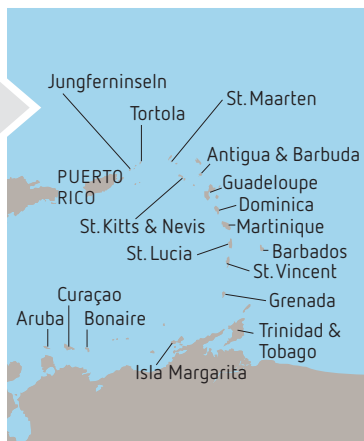 Jungferninseln
Tortola
St. Maarten
Antigua & Barbuda
PUERTO
RICO
Guadeloupe
Dominica
St. Kitts & Nevis
Martinique
St. Lucia
Barbados
St. Vincent
Curaçao
Grenada
Aruba
Bonaire
Trinidad &
Tobago
Isla Margarita